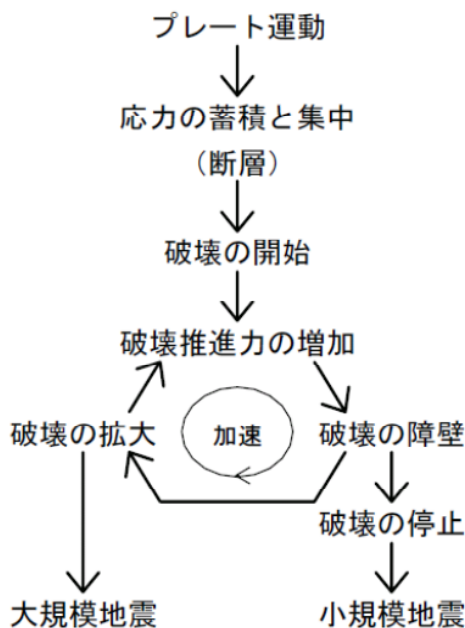 プレート運動
応力の蓄積と集中
（断層）
破壊の開始
破壊推進力の増加
破壊の拡大
加速
破壊の障壁
破壊の停止
大規模地震
小規模地震